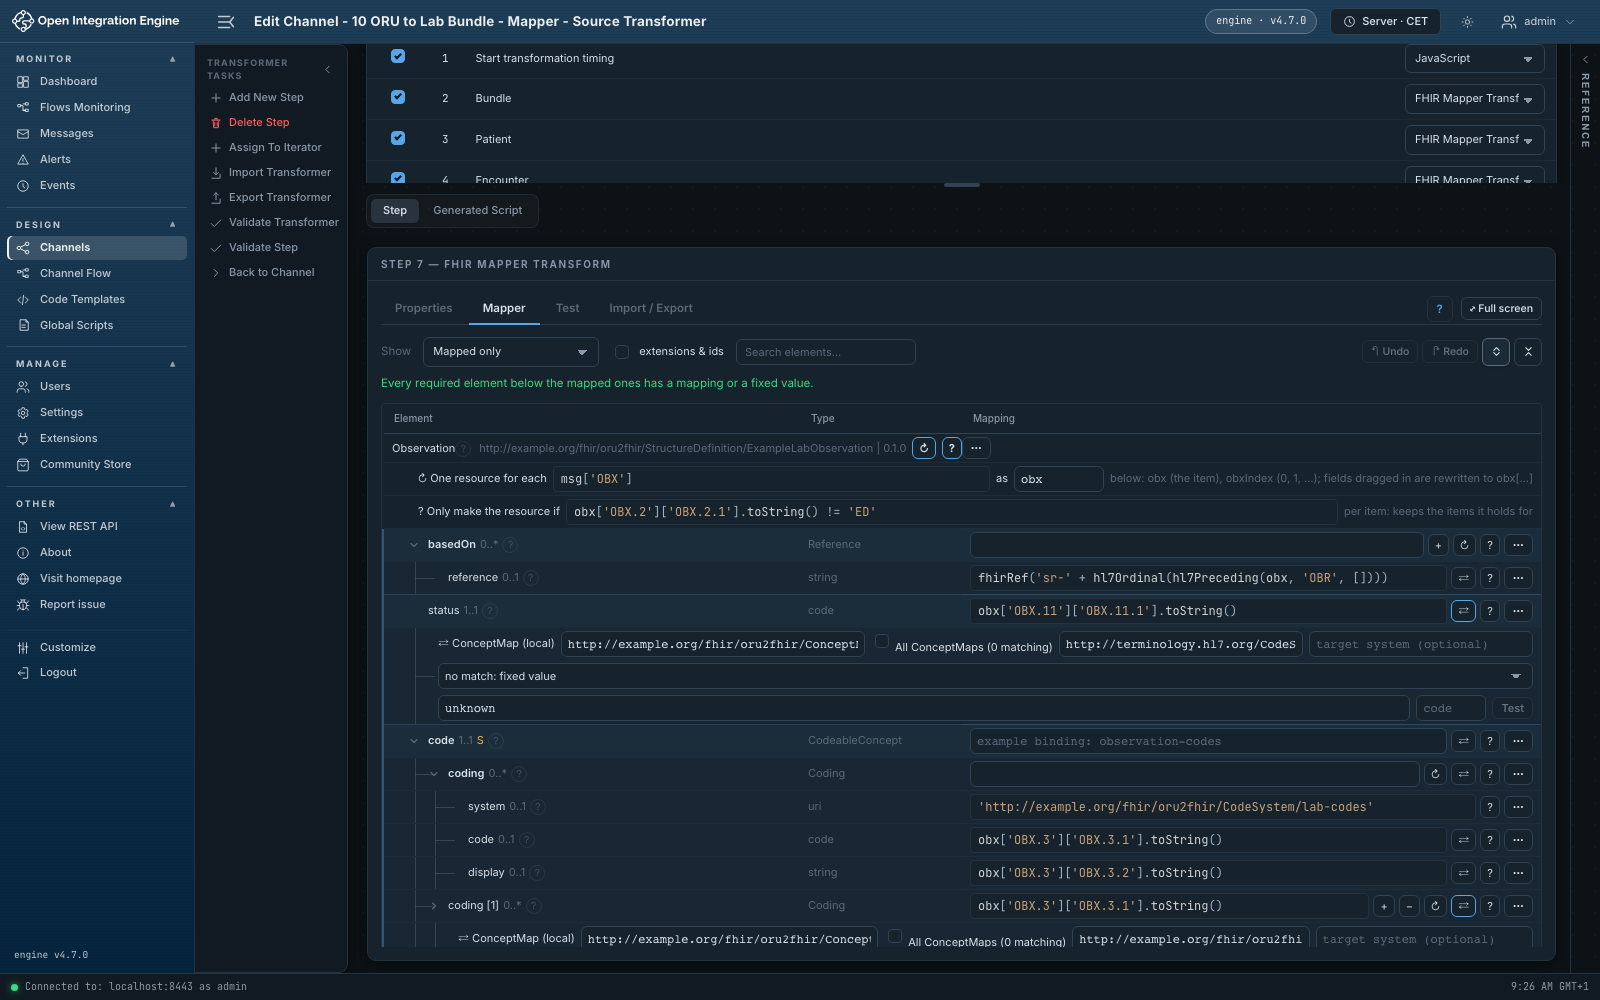 Open Integration Engine
Edit Channel - 10 ORU to Lab Bundle - Mapper - Source Transformer
engine · v4.7.0
Server · CET
admin
MONITOR
Dashboard
Flows Monitoring
Messages
Alerts
Events
DESIGN
Channels
Channel Flow
Code Templates
Global Scripts
MANAGE
Users
Settings
Extensions
Community Store
OTHER
View REST API
About
Visit homepage
Report issue
Customize
Logout
engine v4.7.0
TRANSFORMER TASKS
Add New Step
Delete Step
Assign To Iterator
Import Transformer
Export Transformer
Validate Transformer
Validate Step
Back to Channel
1 Start transformation timing JavaScript
2 Bundle FHIR Mapper Transf
3 Patient FHIR Mapper Transf
4 Encounter FHIR Mapper Transf
REFERENCE
Step Generated Script
STEP 7 — FHIR MAPPER TRANSFORM
Properties Mapper Test Import / Export ? Full screen
Show Mapped only extensions & ids Search elements... Undo Redo
Every required element below the mapped ones has a mapping or a fixed value.
Element Type Mapping
Observation ? http://example.org/fhir/oru2fhir/StructureDefinition/ExampleLabObservation | 0.1.0 ? ...
One resource for each msg['OBX'] as obx below: obx (the item), obxIndex (0, 1, ...); fields dragged in are rewritten to obx[...]
? Only make the resource if obx['OBX.2']['OBX.2.1'].toString() != 'ED' per item: keeps the items it holds for
basedOn 0..* ? Reference + ? ...
reference 0..1 ? string fhirRef('sr-' + hl7Ordinal(hl7Preceding(obx, 'OBR', []))) ? ...
status 1..1 ? code obx['OBX.11']['OBX.11.1'].toString() ? ...
ConceptMap (local) http://example.org/fhir/oru2fhir/Concept All ConceptMaps (0 matching) http://terminology.hl7.org/CodeS target system (optional)
no match: fixed value
unknown code Test
code 1..1 S ? CodeableConcept example binding: observation-codes ? ...
coding 0..* ? Coding ? ...
system 0..1 ? uri 'http://example.org/fhir/oru2fhir/CodeSystem/lab-codes' ? ...
code 0..1 ? code obx['OBX.3']['OBX.3.1'].toString() ? ...
display 0..1 ? string obx['OBX.3']['OBX.3.2'].toString() ? ...
coding [1] 0..* ? Coding obx['OBX.3']['OBX.3.1'].toString() + − ? ...
ConceptMap (local) http://example.org/fhir/oru2fhir/Concept All ConceptMaps (0 matching) http://example.org/fhir/oru2fhi target system (optional)
Connected to: localhost:8443 as admin
9:26 AM GMT+1